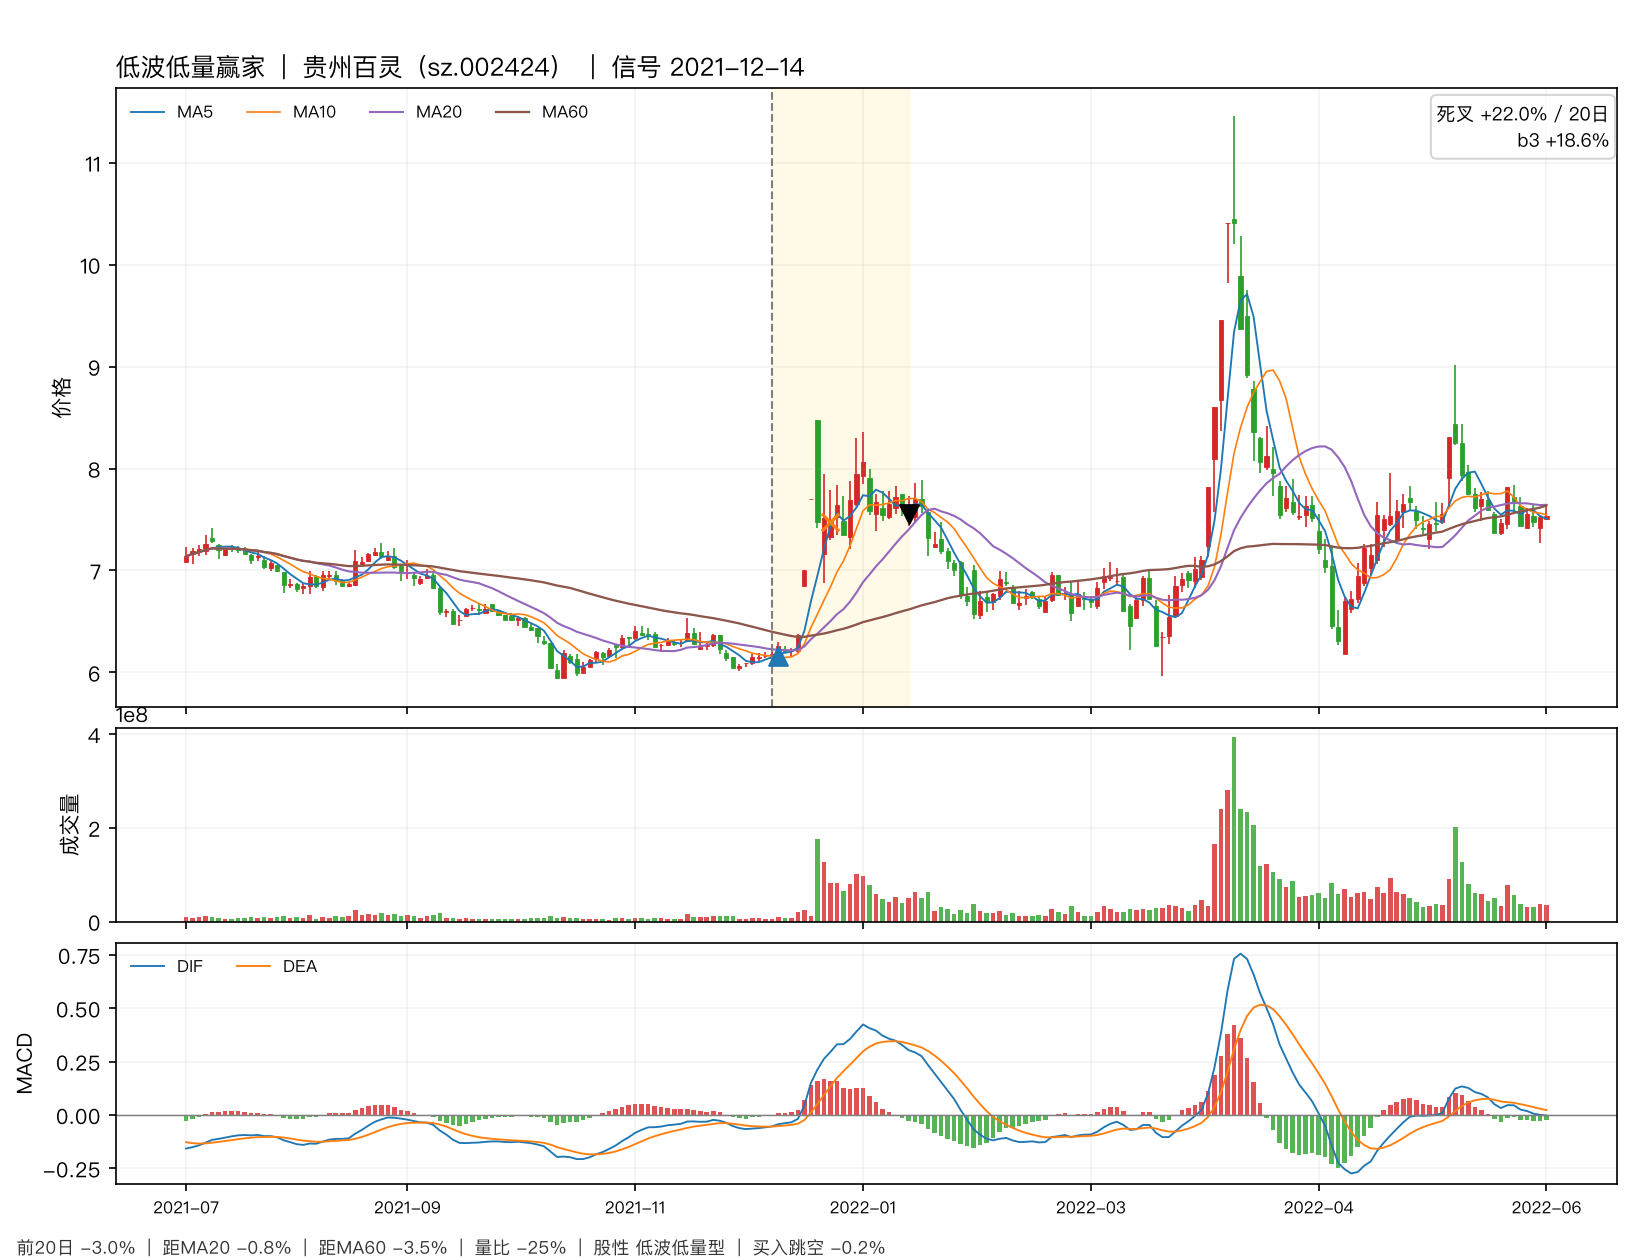 低波低量赢家 | 贵州百灵（sz.002424） | 信号 2021-12-14
MA5 MA10 MA20 MA60
死叉 +22.0% / 20日
b3 +18.6%
11
10
9
8
7
6
价格
1e8
4
2
0
成交量
DIF DEA
0.75
0.50
0.25
0.00
−0.25
MACD
2021-07 2021-09 2021-11 2022-01 2022-03 2022-04 2022-06
前20日 -3.0% | 距MA20 -0.8% | 距MA60 -3.5% | 量比 -25% | 股性 低波低量型 | 买入跳空 -0.2%